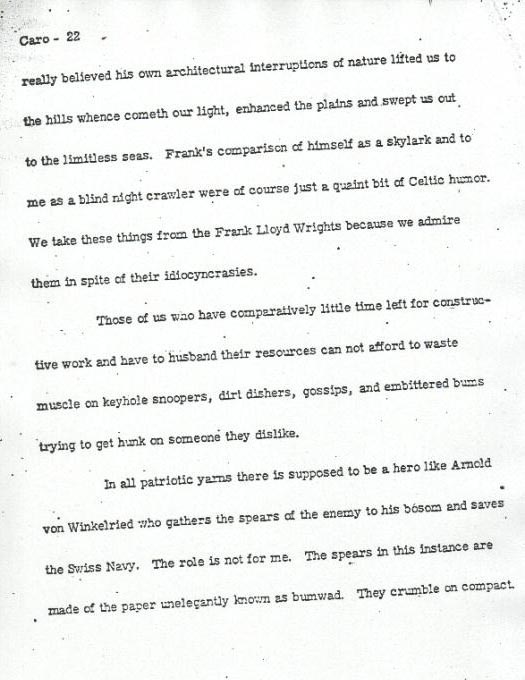 Caro - 22
really believed his own architectural interruptions of nature lifted us to
the hills whence cometh our light, enhanced the plains and swept us out
to the limitless seas. Frank's comparison of himself as a skylark and to
me as a blind night crawler were of course just a quaint bit of Celtic humor.
We take these things from the Frank Lloyd Wrights because we admire
them in spite of their idiocyncrasies.
Those of us who have comparatively little time left for construc-
tive work and have to husband their resources can not afford to waste
muscle on keyhole snoopers, dirt dishers, gossips, and embittered bums
trying to get hunk on someone they dislike.
In all patriotic yarns there is supposed to be a hero like Arnold
von Winkelried who gathers the spears of the enemy to his bosom and saves
the Swiss Navy. The role is not for me. The spears in this instance are
made of the paper unelegantly known as bumwad. They crumble on compact.